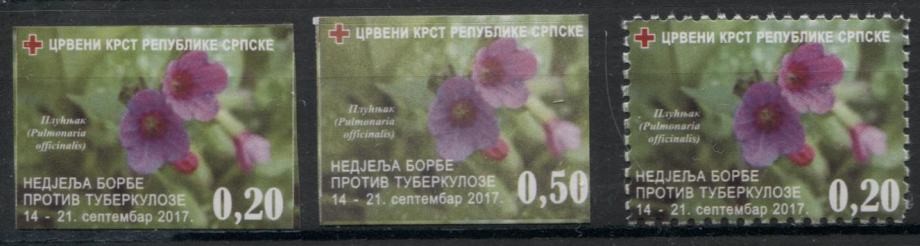 ЦРВЕНИ КРСТ РЕПУБЛИКЕ СРПСКЕ
Плућњак
(Pulmonaria
officinalis)
НЕДЈЕЉА БОРБЕ
ПРОТИВ ТУБЕРКУЛОЗЕ
14 - 21. септембар 2017.
0,20
ЦРВЕНИ КРСТ РЕПУБЛИКЕ СРПСКЕ
Плућњак
(Pulmonaria
officinalis)
НЕДЈЕЉА БОРБЕ
ПРОТИВ ТУБЕРКУЛОЗЕ
14 - 21. септембар 2017.
0,50
ЦРВЕНИ КРСТ РЕПУБЛИКЕ СРПСКЕ
Плућњак
(Pulmonaria
officinalis)
НЕДЈЕЉА БОРБЕ
ПРОТИВ ТУБЕРКУЛОЗЕ
14 - 21. септембар 2017.
0,20